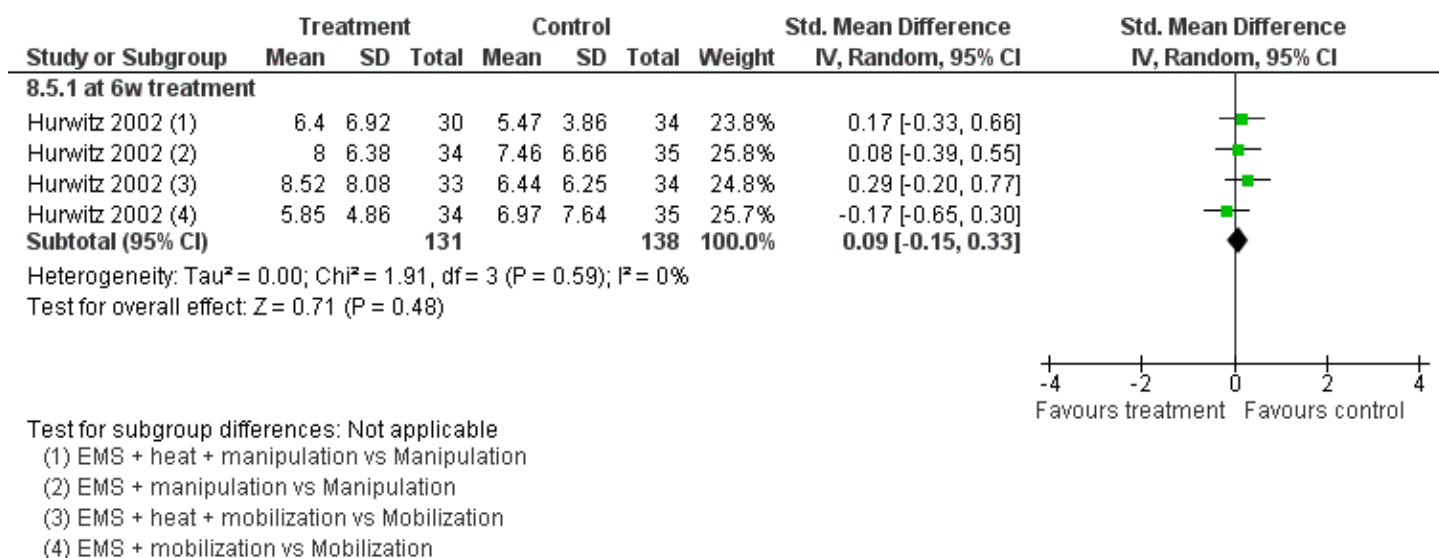 Treatment Control Std. Mean Difference Std. Mean Difference
Study or Subgroup Mean SD Total Mean SD Total Weight IV, Random, 95% CI IV, Random, 95% CI
8.5.1 at 6w treatment
Hurwitz 2002 (1) 6.4 6.92 30 5.47 3.86 34 23.8% 0.17 [-0.33, 0.66]
Hurwitz 2002 (2) 8 6.38 34 7.46 6.66 35 25.8% 0.08 [-0.39, 0.55]
Hurwitz 2002 (3) 8.52 8.08 33 6.44 6.25 34 24.8% 0.29 [-0.20, 0.77]
Hurwitz 2002 (4) 5.85 4.86 34 6.97 7.64 35 25.7% -0.17 [-0.65, 0.30]
Subtotal (95% CI) 131 138 100.0% 0.09 [-0.15, 0.33]
Heterogeneity: Tau² = 0.00; Chi² = 1.91, df = 3 (P = 0.59); I² = 0%
Test for overall effect: Z = 0.71 (P = 0.48)
-4 -2 0 2 4
Favours treatment Favours control
Test for subgroup differences: Not applicable
(1) EMS + heat + manipulation vs Manipulation
(2) EMS + manipulation vs Manipulation
(3) EMS + heat + mobilization vs Mobilization
(4) EMS + mobilization vs Mobilization